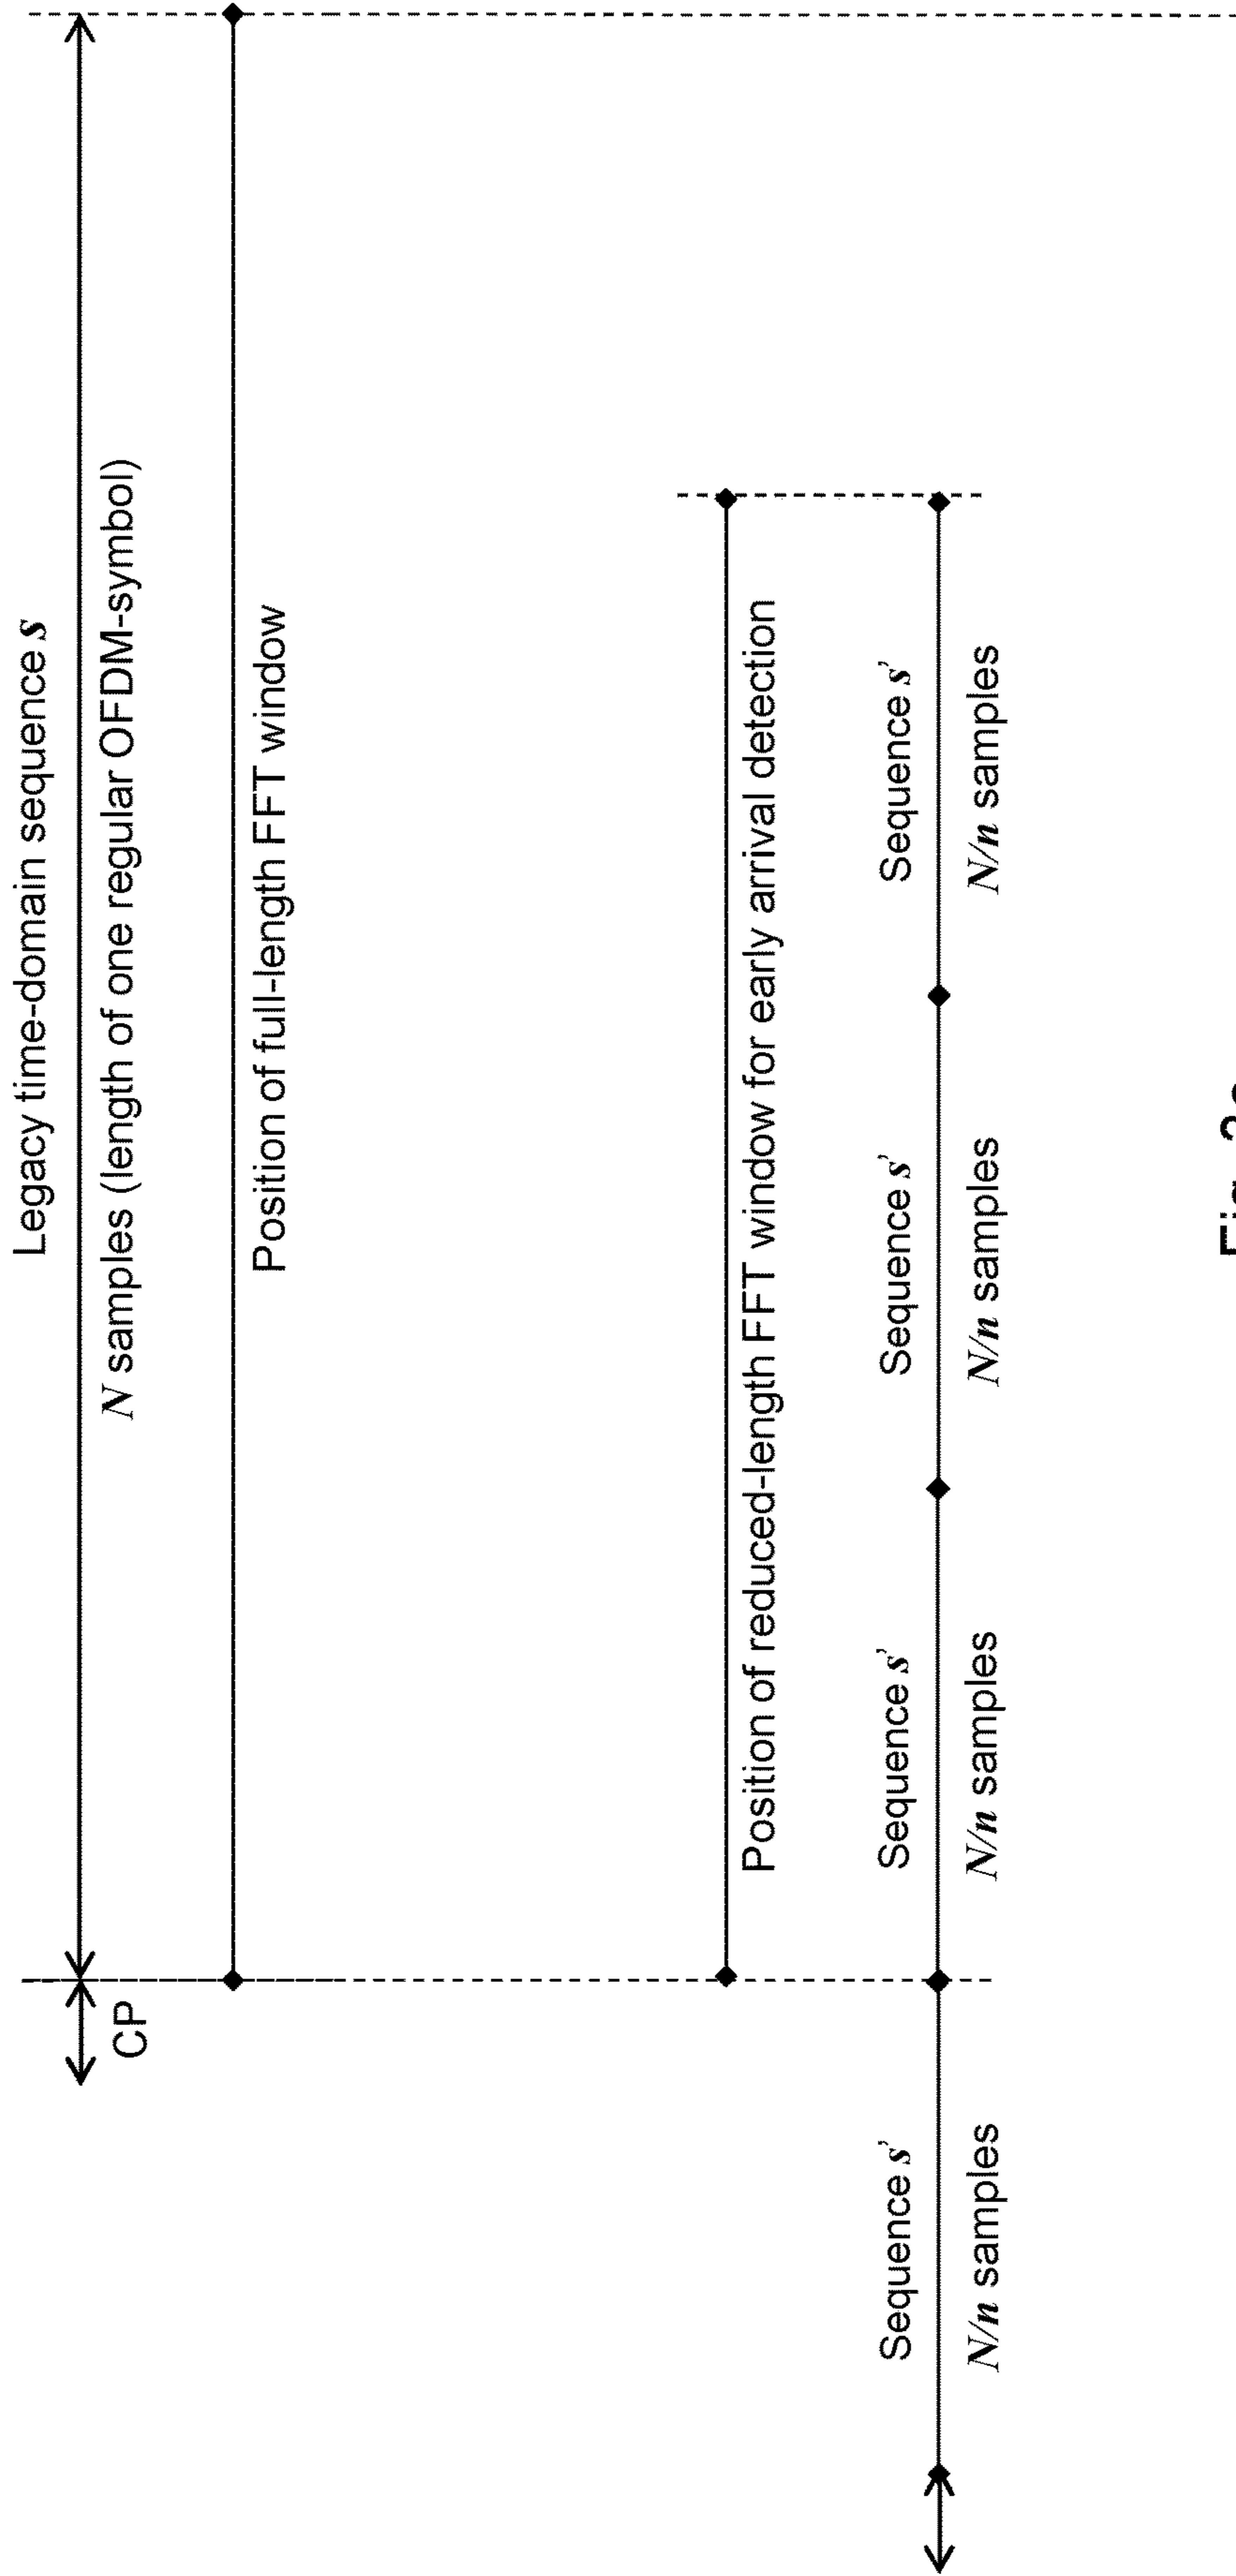 Legacy time-domain sequence s
N samples (length of one regular OFDM-symbol)
CP
Position of full-length FFT window
Position of reduced-length FFT window for early arrival detection
Sequence s’
Sequence s’
Sequence s’
Sequence s’
N/n samples
N/n samples
N/n samples
N/n samples
Fig.